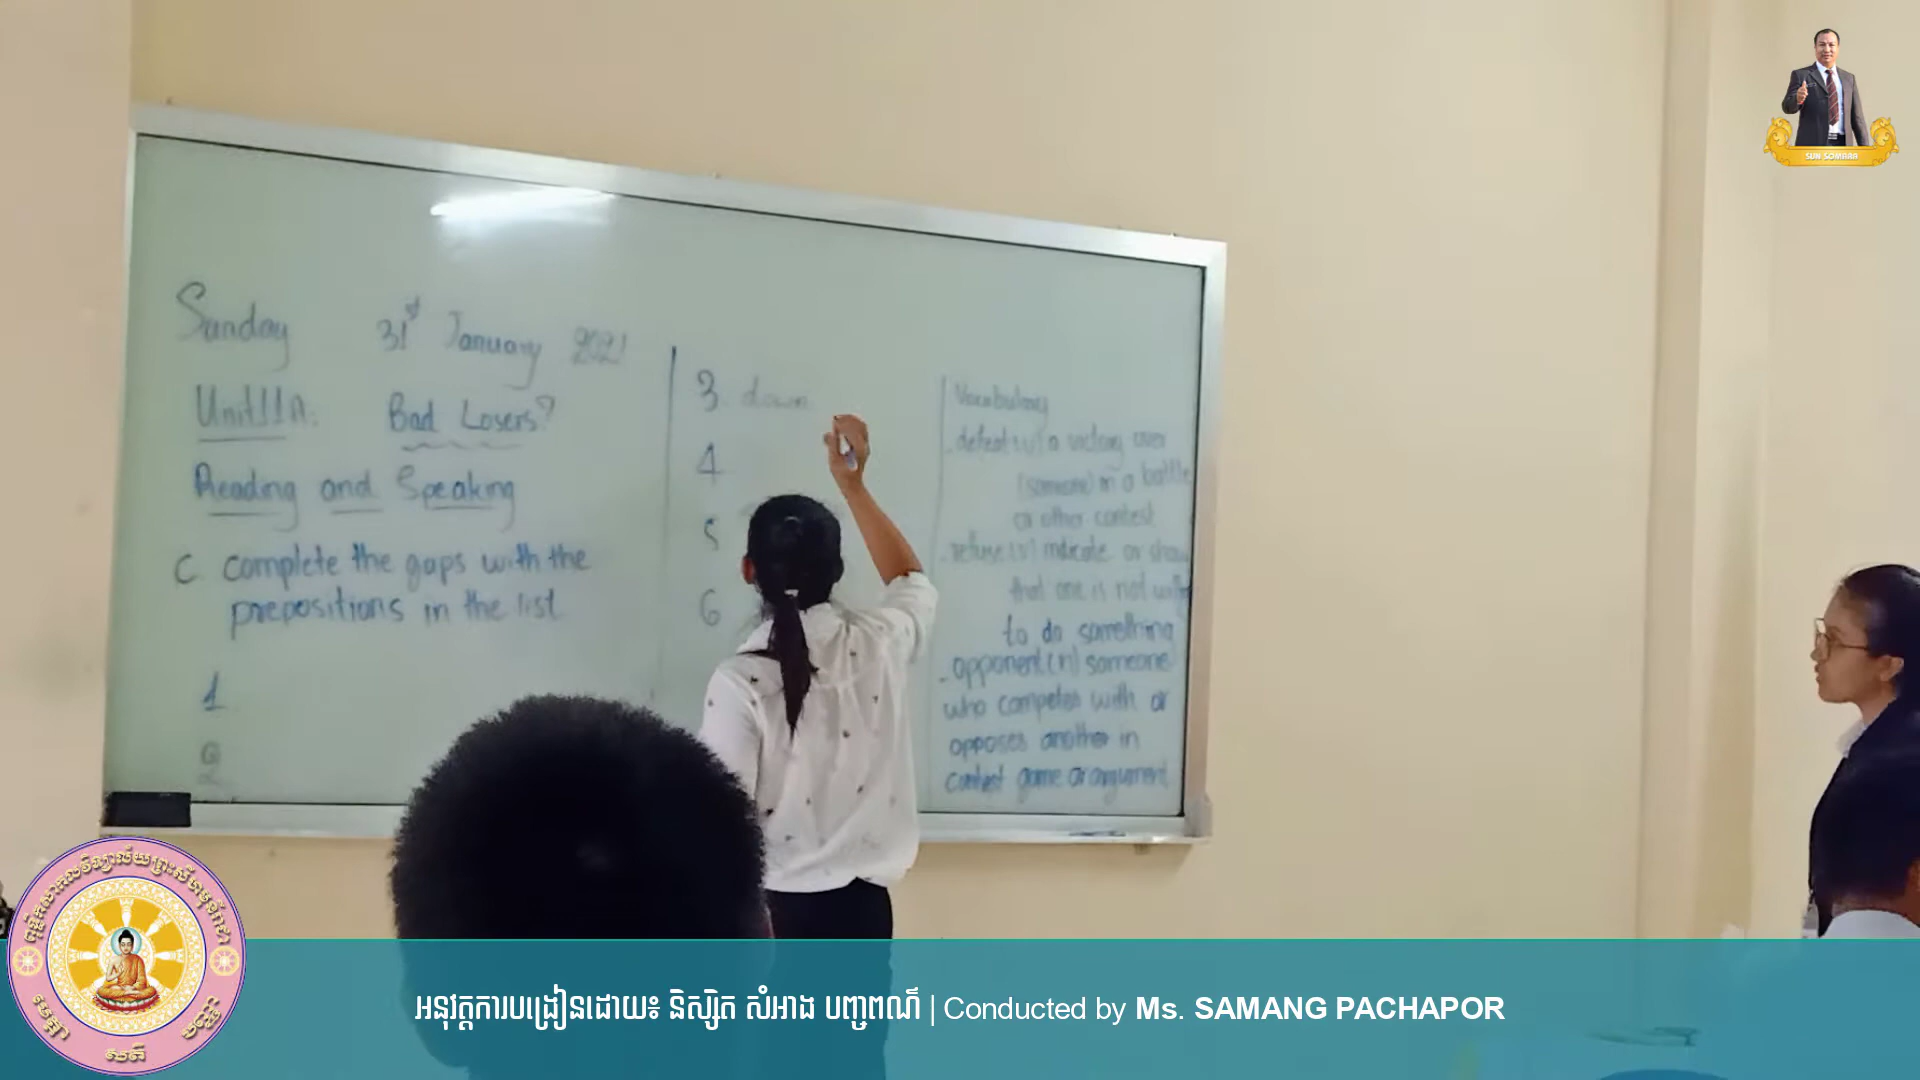 SUN SOMARA
Sunday 31st January 2021
Unit 11A: Bad Losers?
Reading and Speaking
C complete the gaps with the
prepositions in the list
1
2
3. down
4
5
6
Vocabulary
- defeat (v) a victory over
(someone) in a battle
or other contest
- refuse (v) indicate or show
that one is not
to do something
- opponent (n) someone
who competes with or
opposes another in
contest game or argument
អនុវត្តការបង្រៀនដោយ៖ និស្សិត សំអាង បញ្ចពណ៌ | Conducted by Ms. SAMANG PACHAPOR